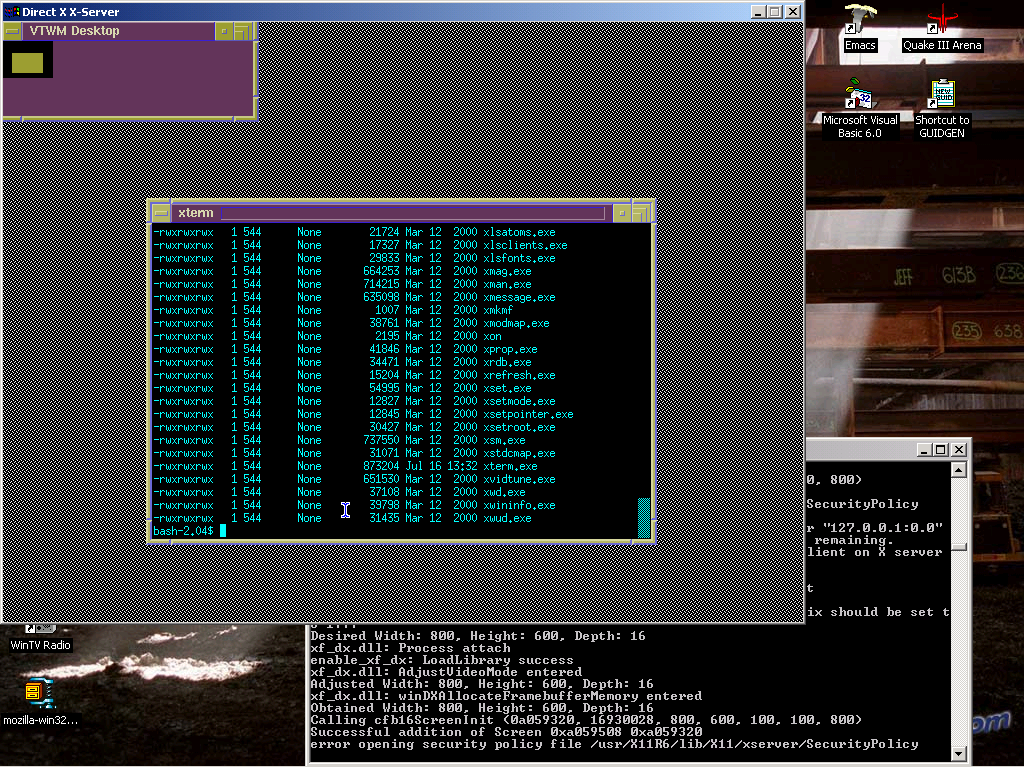 Direct X X-Server
VTWM Desktop
Emacs
Quake III Arena
Microsoft Visual
Basic 6.0
Shortcut to
GUIDGEN
xterm
-rwxrwxrwx 1 544 None 21724 Mar 12 2000 xlsatoms.exe
-rwxrwxrwx 1 544 None 17327 Mar 12 2000 xlsclients.exe
-rwxrwxrwx 1 544 None 29833 Mar 12 2000 xlsfonts.exe
-rwxrwxrwx 1 544 None 664253 Mar 12 2000 xmag.exe
-rwxrwxrwx 1 544 None 714215 Mar 12 2000 xman.exe
-rwxrwxrwx 1 544 None 635098 Mar 12 2000 xmessage.exe
-rwxrwxrwx 1 544 None 1007 Mar 12 2000 xmkmf
-rwxrwxrwx 1 544 None 38761 Mar 12 2000 xmodmap.exe
-rwxrwxrwx 1 544 None 2195 Mar 12 2000 xon
-rwxrwxrwx 1 544 None 41846 Mar 12 2000 xprop.exe
-rwxrwxrwx 1 544 None 34471 Mar 12 2000 xrdb.exe
-rwxrwxrwx 1 544 None 15204 Mar 12 2000 xrefresh.exe
-rwxrwxrwx 1 544 None 54995 Mar 12 2000 xset.exe
-rwxrwxrwx 1 544 None 12827 Mar 12 2000 xsetmode.exe
-rwxrwxrwx 1 544 None 12845 Mar 12 2000 xsetpointer.exe
-rwxrwxrwx 1 544 None 30427 Mar 12 2000 xsetroot.exe
-rwxrwxrwx 1 544 None 737550 Mar 12 2000 xsm.exe
-rwxrwxrwx 1 544 None 31071 Mar 12 2000 xstdcmap.exe
-rwxrwxrwx 1 544 None 873204 Jul 16 13:32 xterm.exe
-rwxrwxrwx 1 544 None 651530 Mar 12 2000 xvidtune.exe
-rwxrwxrwx 1 544 None 37108 Mar 12 2000 xwd.exe
-rwxrwxrwx 1 544 None 39798 Mar 12 2000 xwininfo.exe
-rwxrwxrwx 1 544 None 31435 Mar 12 2000 xwud.exe
bash-2.04$
JEFF 613B 236
235 638
0, 800)
SecurityPolicy
r "127.0.0.1:0.0"
remaining.
lient on X server
t
ix should be set t
Desired Width: 800, Height: 600, Depth: 16
xf_dx.dll: Process attach
enable_xf_dx: LoadLibrary success
xf_dx.dll: AdjustVideoMode entered
Adjusted Width: 800, Height: 600, Depth: 16
xf_dx.dll: winDXAllocateFramebufferMemory entered
Obtained Width: 800, Height: 600, Depth: 16
Calling cfb16ScreenInit (0a059320, 16930028, 800, 600, 100, 100, 800)
Successful addition of Screen 0xa059508 0xa059320
error opening security policy file /usr/X11R6/lib/X11/xserver/SecurityPolicy
WinTV Radio
mozilla-win32...
om